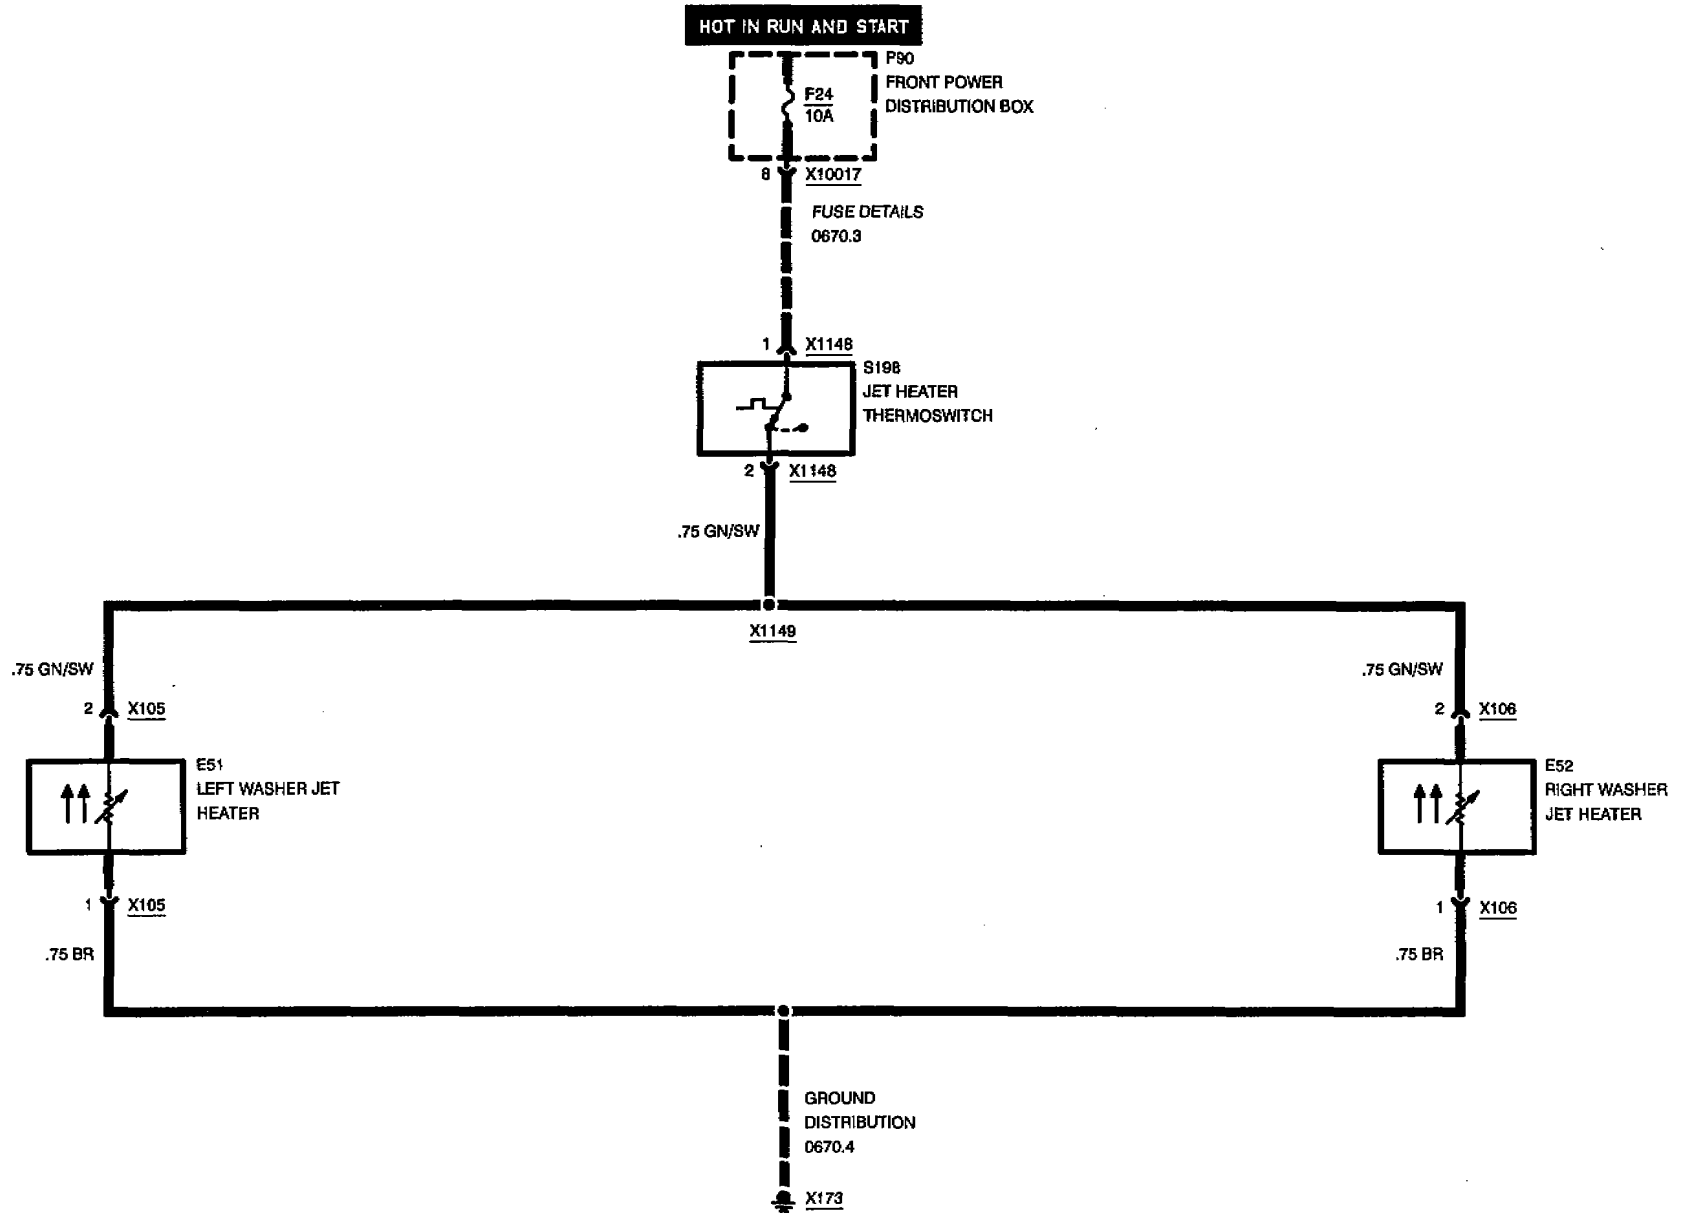 HOT IN RUN AND START
P90
FRONT POWER
DISTRIBUTION BOX
F24
10A
8
X10017
FUSE DETAILS
0670.3
1
X1148
S198
JET HEATER
THERMOSWITCH
2
X1148
.75 GN/SW
X1149
.75 GN/SW
.75 GN/SW
2
X105
2
X106
E51
LEFT WASHER JET
HEATER
E52
RIGHT WASHER
JET HEATER
1
X105
1
X106
.75 BR
.75 BR
GROUND
DISTRIBUTION
0670.4
X173